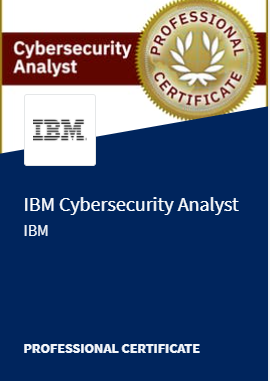 Cybersecurity
Analyst
PROFESSIONAL
CERTIFICATE
IBM
IBM Cybersecurity Analyst
IBM
PROFESSIONAL CERTIFICATE